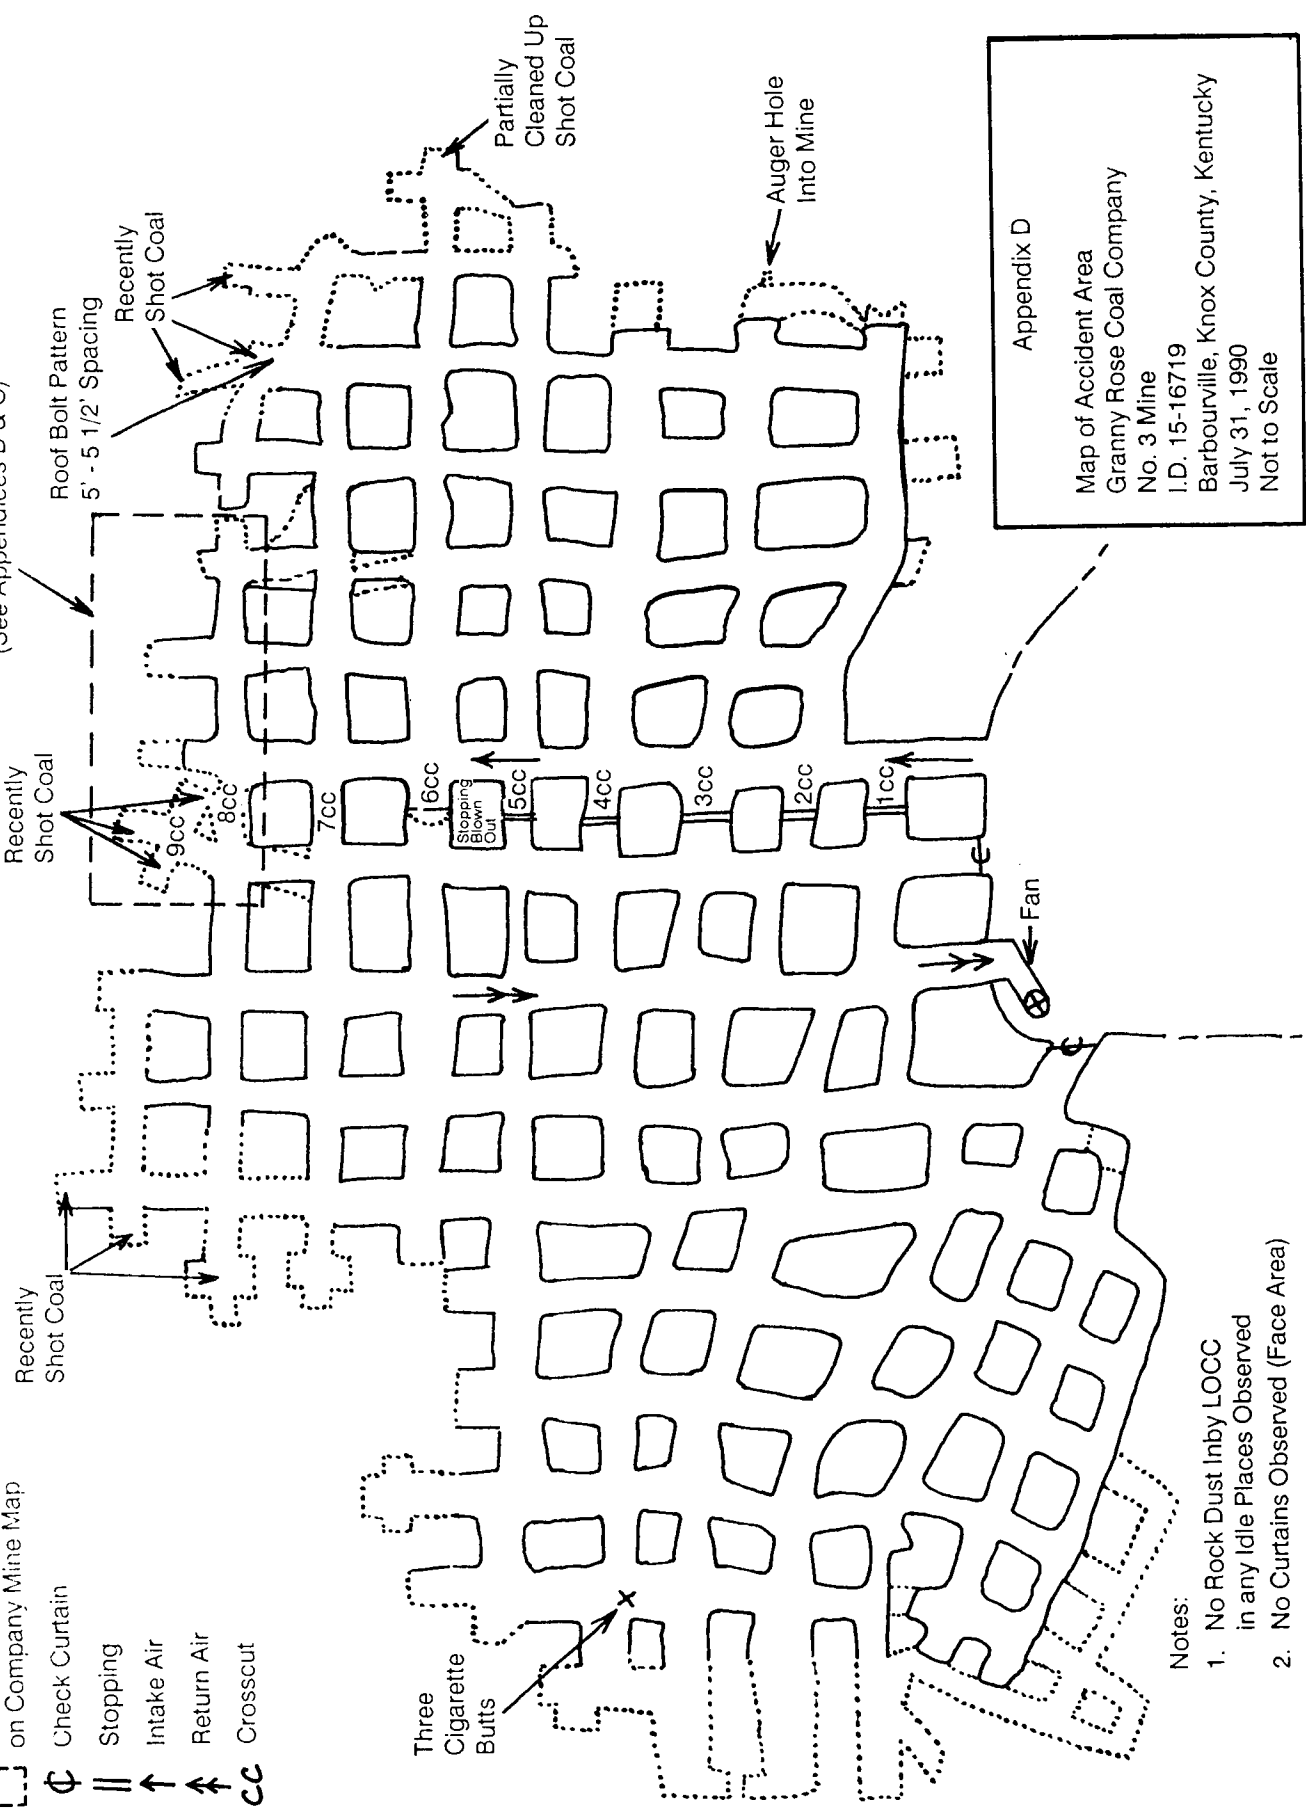 (See Appendices B & C)
Roof Bolt Pattern
5' - 5 1/2' Spacing
Recently
Shot Coal
Partially
Cleaned Up
Shot Coal
Auger Hole
Into Mine
Recently
Shot Coal
9cc
8cc
7cc
6cc
Stopping
Blown
Out
5cc
4cc
3cc
2cc
1cc
Fan
Recently
Shot Coal
Three
Cigarette
Butts
on Company Mine Map
Check Curtain
Stopping
Intake Air
Return Air
CC Crosscut
Notes:
1. No Rock Dust Inby LOCC
in any Idle Places Observed
2. No Curtains Observed (Face Area)
Appendix D
Map of Accident Area
Granny Rose Coal Company
No. 3 Mine
I.D. 15-16719
Barbourville, Knox County, Kentucky
July 31, 1990
Not to Scale